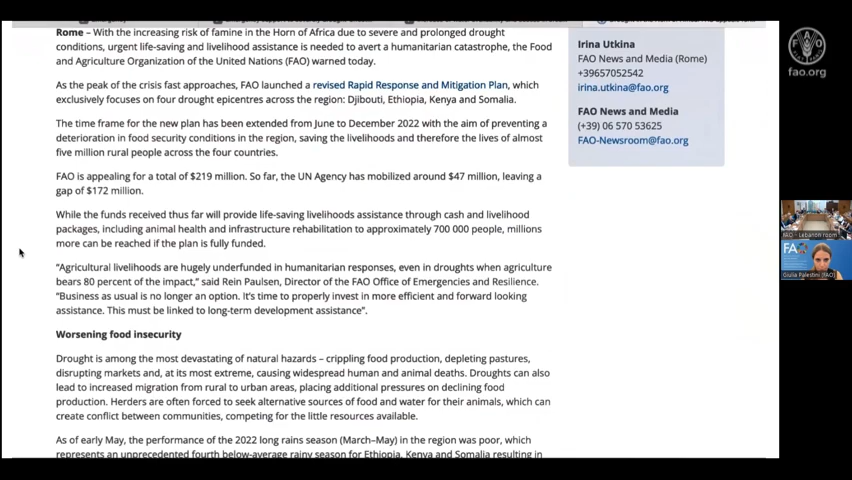 Rome – With the increasing risk of famine in the Horn of Africa due to severe and prolonged drought
conditions, urgent life-saving and livelihood assistance is needed to avert a humanitarian catastrophe, the Food
and Agriculture Organization of the United Nations (FAO) warned today.
As the peak of the crisis fast approaches, FAO launched a revised Rapid Response and Mitigation Plan, which
exclusively focuses on four drought epicentres across the region: Djibouti, Ethiopia, Kenya and Somalia.
The time frame for the new plan has been extended from June to December 2022 with the aim of preventing a
deterioration in food security conditions in the region, saving the livelihoods and therefore the lives of almost
five million rural people across the four countries.
FAO is appealing for a total of $219 million. So far, the UN Agency has mobilized around $47 million, leaving a
gap of $172 million.
While the funds received thus far will provide life-saving livelihoods assistance through cash and livelihood
packages, including animal health and infrastructure rehabilitation to approximately 700 000 people, millions
more can be reached if the plan is fully funded.
“Agricultural livelihoods are hugely underfunded in humanitarian responses, even in droughts when agriculture
bears 80 percent of the impact,” said Rein Paulsen, Director of the FAO Office of Emergencies and Resilience.
“Business as usual is no longer an option. It’s time to properly invest in more efficient and forward looking
assistance. This must be linked to long-term development assistance”.
Worsening food insecurity
Drought is among the most devastating of natural hazards – crippling food production, depleting pastures,
disrupting markets and, at its most extreme, causing widespread human and animal deaths. Droughts can also
lead to increased migration from rural to urban areas, placing additional pressures on declining food
production. Herders are often forced to seek alternative sources of food and water for their animals, which can
create conflict between communities, competing for the little resources available.
As of early May, the performance of the 2022 long rains season (March–May) in the region was poor, which
represents an unprecedented fourth below-average rainy season for Ethiopia, Kenya and Somalia resulting in
Irina Utkina
FAO News and Media (Rome)
+39657052542
irina.utkina@fao.org
FAO News and Media
(+39) 06 570 53625
FAO-Newsroom@fao.org
fao.org
FAO - Lebanon room
FAO
Giulia Palestini (FAO)